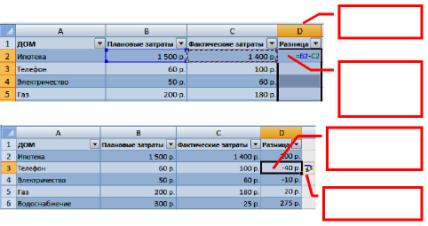 A B C D
1 ДОМ Плановые затраты Фактические затраты Разница
2 Ипотека 1 500 р. 1 400 р. =B2-C2
3 Телефон 60 р. 100 р.
4 Электричество 50 р. 60 р.
5 Газ 200 р. 180 р.
A B C D
1 ДОМ Плановые затраты Фактические затраты Разница
2 Ипотека 1 500 р. 1 400 р. 100 р.
3 Телефон 60 р. 100 р. -40 р.
4 Электричество 50 р. 60 р. -10 р.
5 Газ 200 р. 180 р. 20 р.
6 Водоснабжение 300 р. 25 р. 275 р.